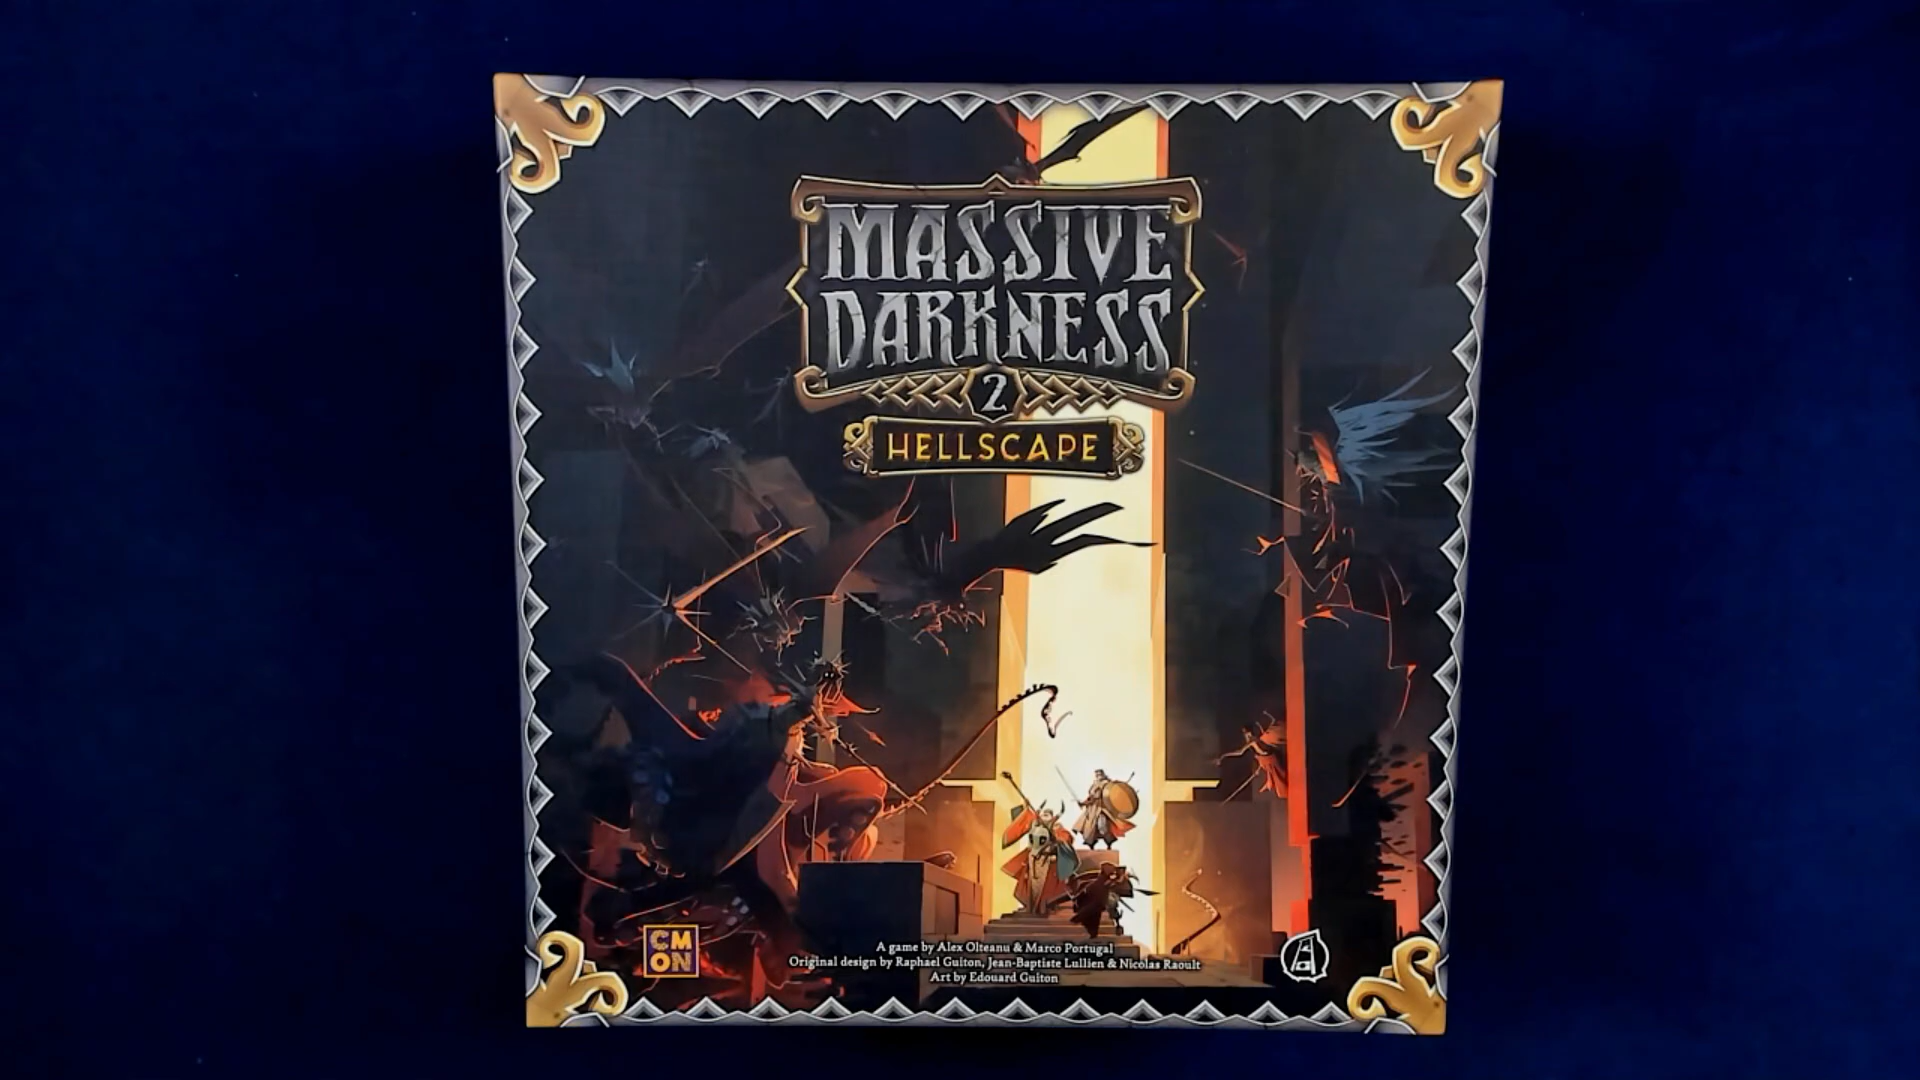 MASSIVE
DARKNESS
2
HELLSCAPE
CM
ON
A game by Alex Olteanu & Marco Portugal
Original design by Raphael Guiton, Jean-Baptiste Lullien & Nicolas Raoult
Art by Edouard Guiton